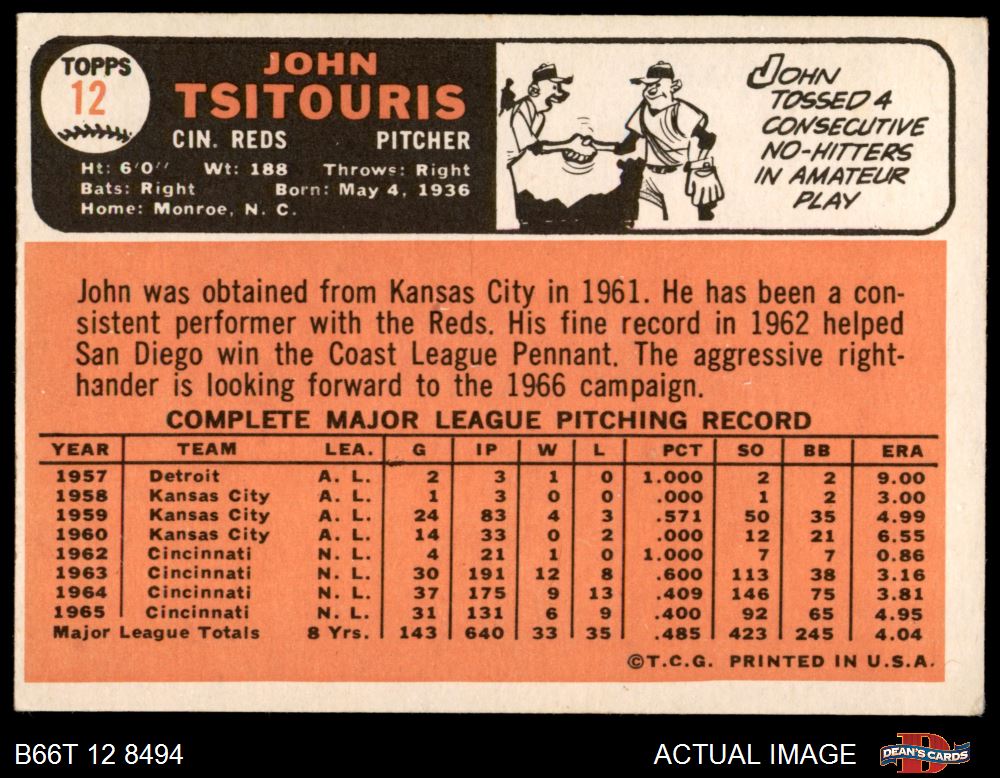 TOPPS
12
JOHN
TSITOURIS
CIN. REDS PITCHER
Ht: 6'0'' Wt: 188 Throws: Right
Bats: Right Born: May 4, 1936
Home: Monroe, N. C.
JOHN
TOSSED 4
CONSECUTIVE
NO-HITTERS
IN AMATEUR
PLAY
John was obtained from Kansas City in 1961. He has been a con-
sistent performer with the Reds. His fine record in 1962 helped
San Diego win the Coast League Pennant. The aggressive right-
hander is looking forward to the 1966 campaign.
COMPLETE MAJOR LEAGUE PITCHING RECORD
YEAR TEAM LEA. G IP W L PCT SO BB ERA
1957 Detroit A. L. 2 3 1 0 1.000 2 2 9.00
1958 Kansas City A. L. 1 3 0 0 .000 1 2 3.00
1959 Kansas City A. L. 24 83 4 3 .571 50 35 4.99
1960 Kansas City A. L. 14 33 0 2 .000 12 21 6.55
1962 Cincinnati N. L. 4 21 1 0 1.000 7 7 0.86
1963 Cincinnati N. L. 30 191 12 8 .600 113 38 3.16
1964 Cincinnati N. L. 37 175 9 13 .409 146 75 3.81
1965 Cincinnati N. L. 31 131 6 9 .400 92 65 4.95
Major League Totals 8 Yrs. 143 640 33 35 .485 423 245 4.04
©T.C.G. PRINTED IN U.S.A.
B66T 12 8494 ACTUAL IMAGE DEAN'S CARDS